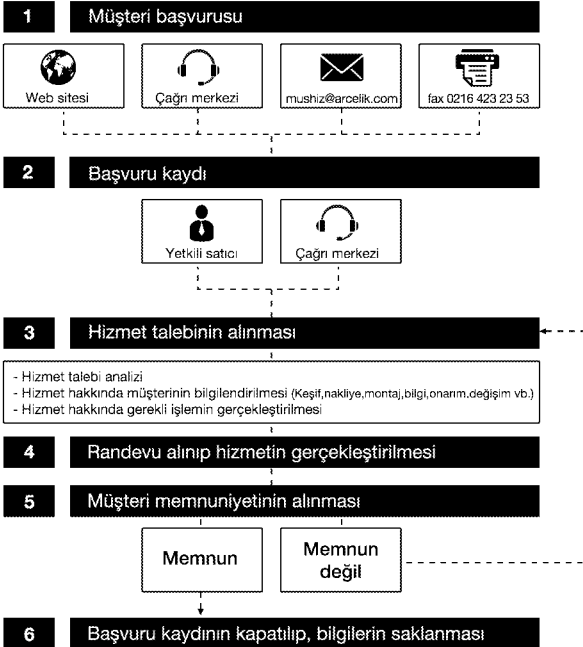 1 Müşteri başvurusu
Web sitesi
Çağrı merkezi
mushiz@arcelik.com
fax 0216 423 23 53
2 Başvuru kaydı
Yetkili satıcı
Çağrı merkezi
3 Hizmet talebinin alınması
- Hizmet talebi analizi
- Hizmet hakkında müşterinin bilgilendirilmesi (Keşif,nakliye,montaj,bilgi,onarım.değişim vb.)
- Hizmet hakkında gerekli işlemin gerçekleştirilmesi
4 Randevu alınıp hizmetin gerçekleştirilmesi
5 Müşteri memnuniyetinin alınması
Memnun
Memnun
değil
6 Başvuru kaydının kapatılıp, bilgilerin saklanması